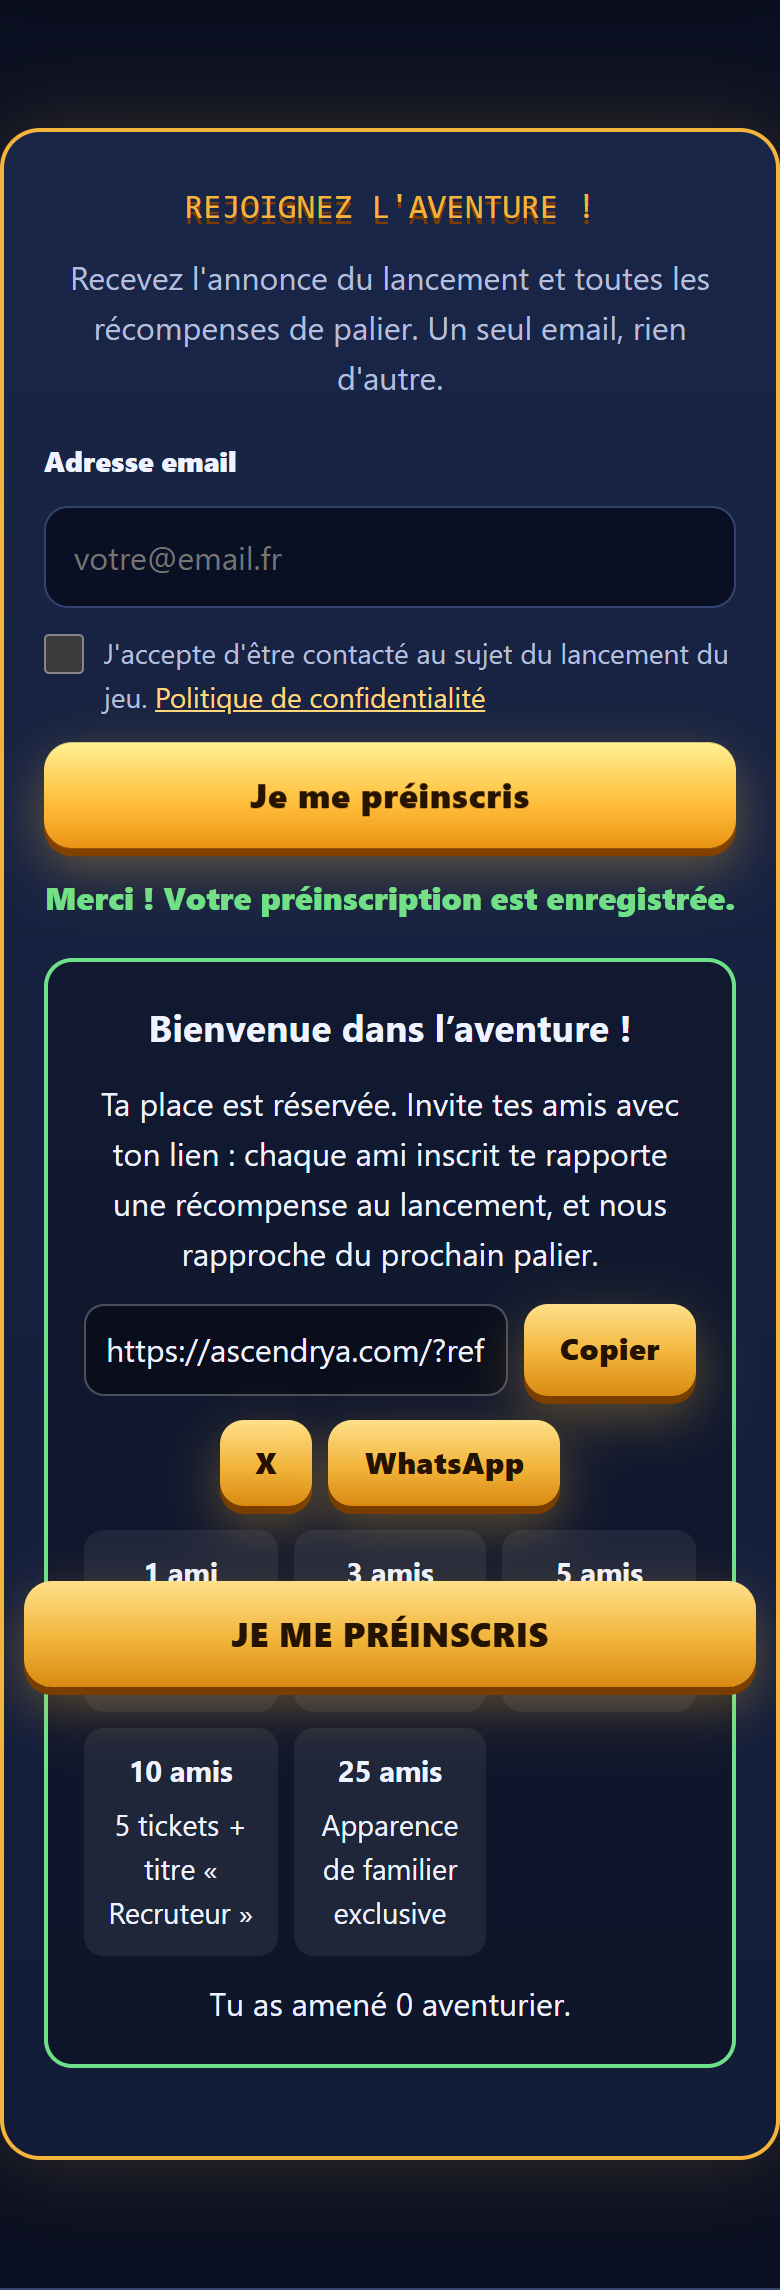 REJOIGNEZ L'AVENTURE !
Recevez l'annonce du lancement et toutes les
récompenses de palier. Un seul email, rien
d'autre.
Adresse email
votre@email.fr
J'accepte d'être contacté au sujet du lancement du
jeu. Politique de confidentialité
Je me préinscris
Merci ! Votre préinscription est enregistrée.
Bienvenue dans l’aventure !
Ta place est réservée. Invite tes amis avec
ton lien : chaque ami inscrit te rapporte
une récompense au lancement, et nous
rapproche du prochain palier.
https://ascendrya.com/?ref
Copier
X
WhatsApp
1 ami
3 amis
5 amis
JE ME PRÉINSCRIS
10 amis
5 tickets +
titre «
Recruteur »
25 amis
Apparence
de familier
exclusive
Tu as amené 0 aventurier.